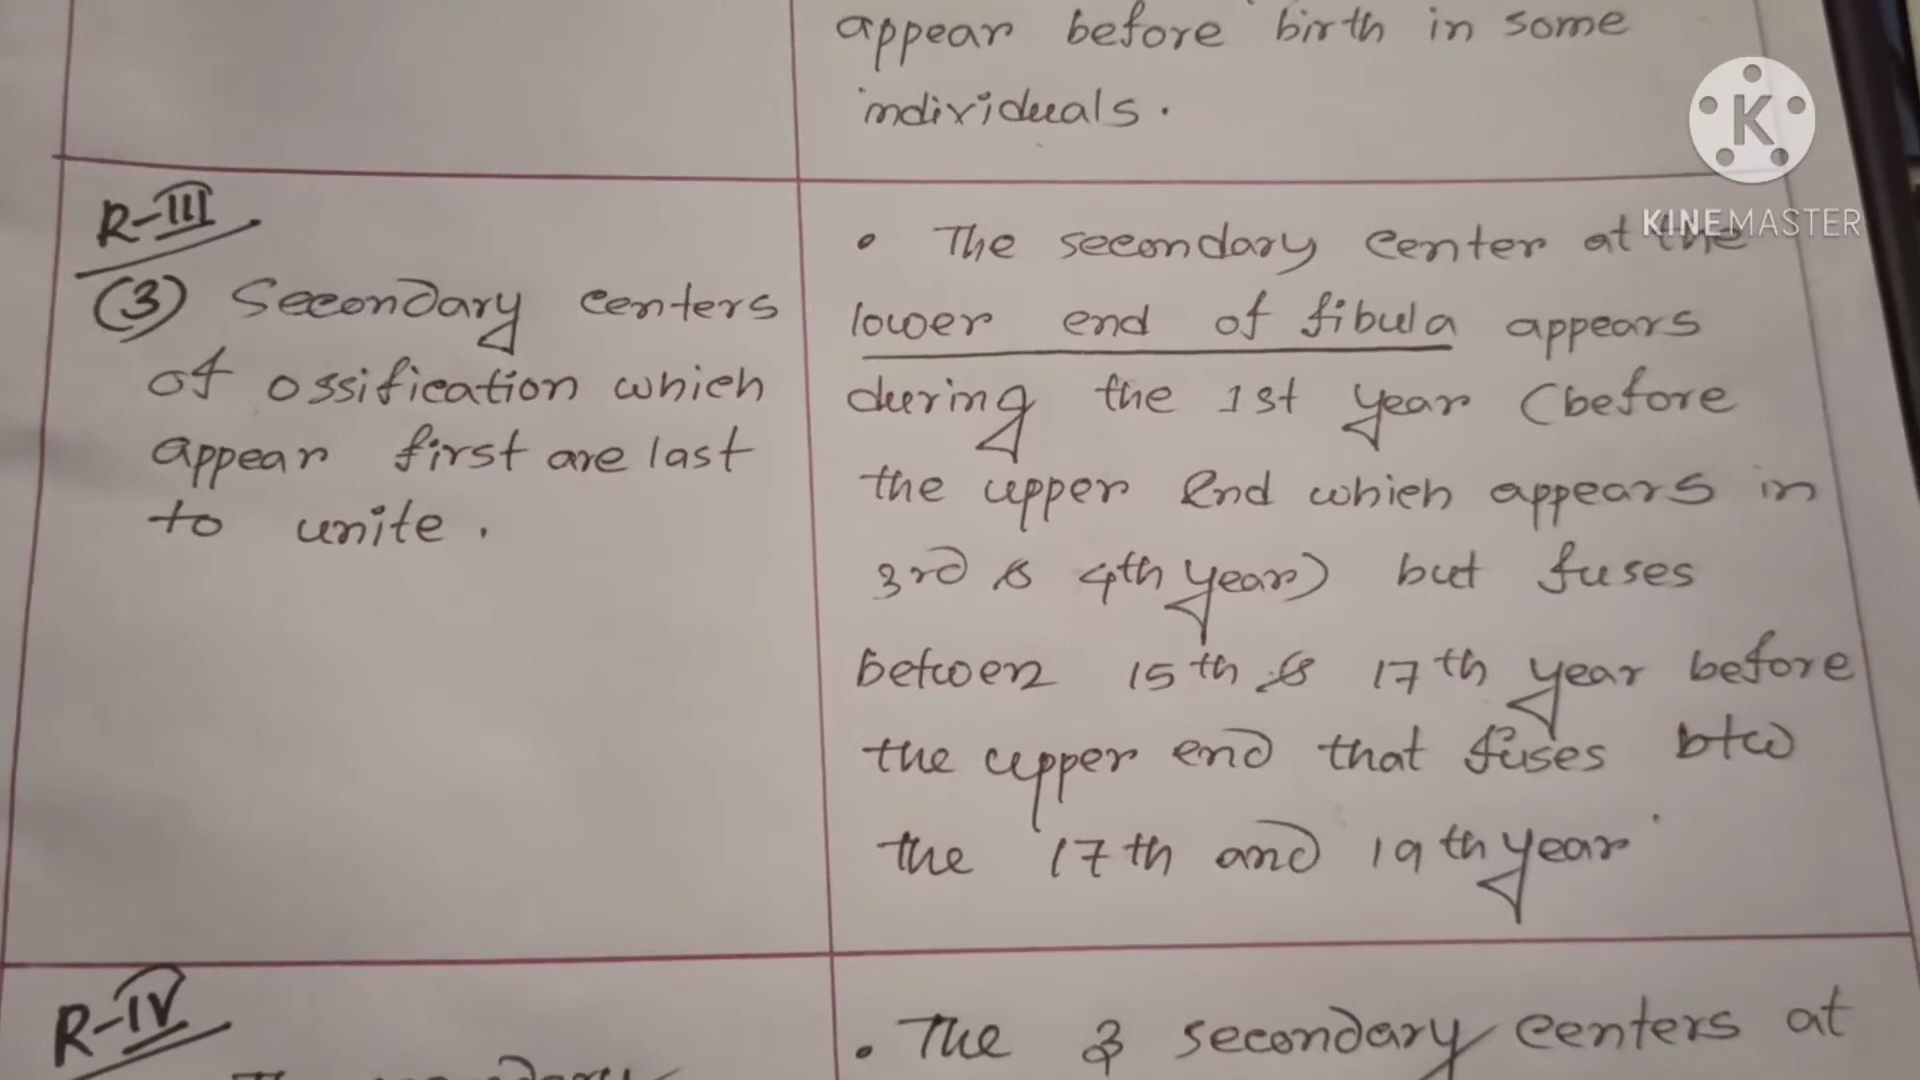 appear before birth in some
individuals.
KINEMASTER
R-III
(3) Secondary centers
of ossification which
appear first are last
to unite.
• The secondary center at the
lower end of fibula appears
during the 1st year (before
the upper end which appears in
3rd & 4th year) but fuses
between 15th & 17th year before
the upper end that fuses btw
the 17th and 19th year
R-IV
• The 3 secondary centers at